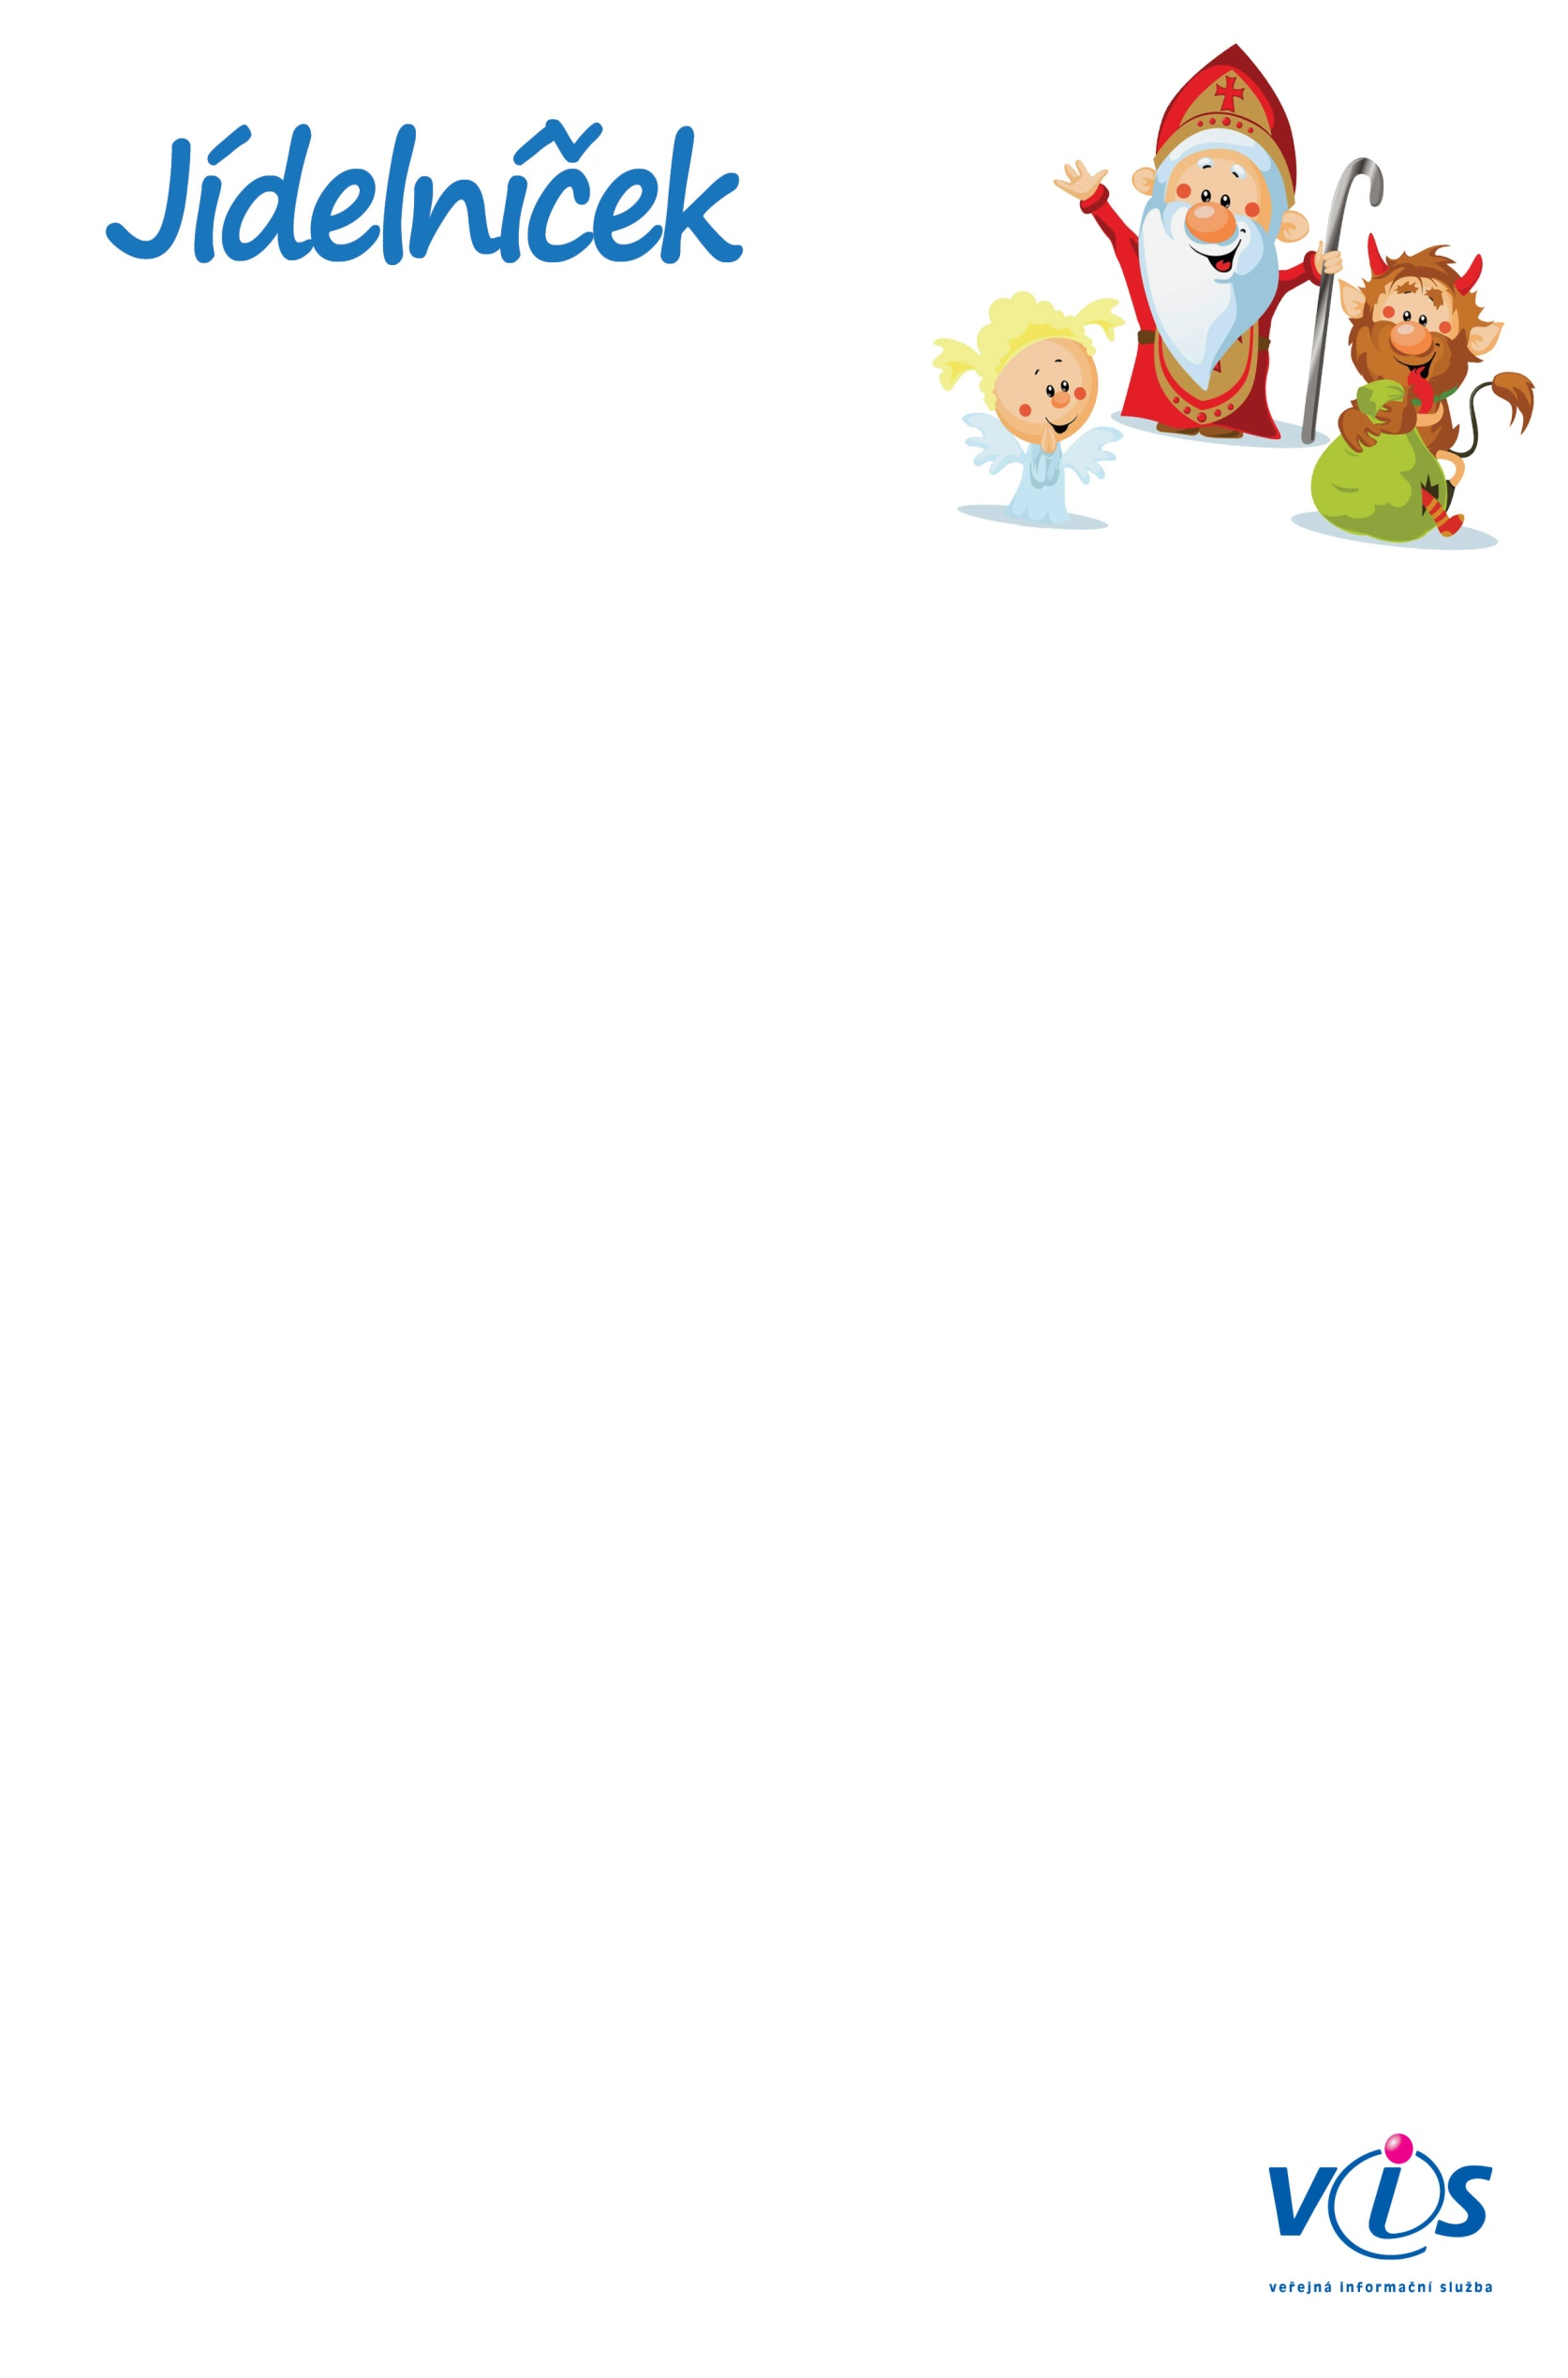 Jídelníček
vis
veřejná informační služba